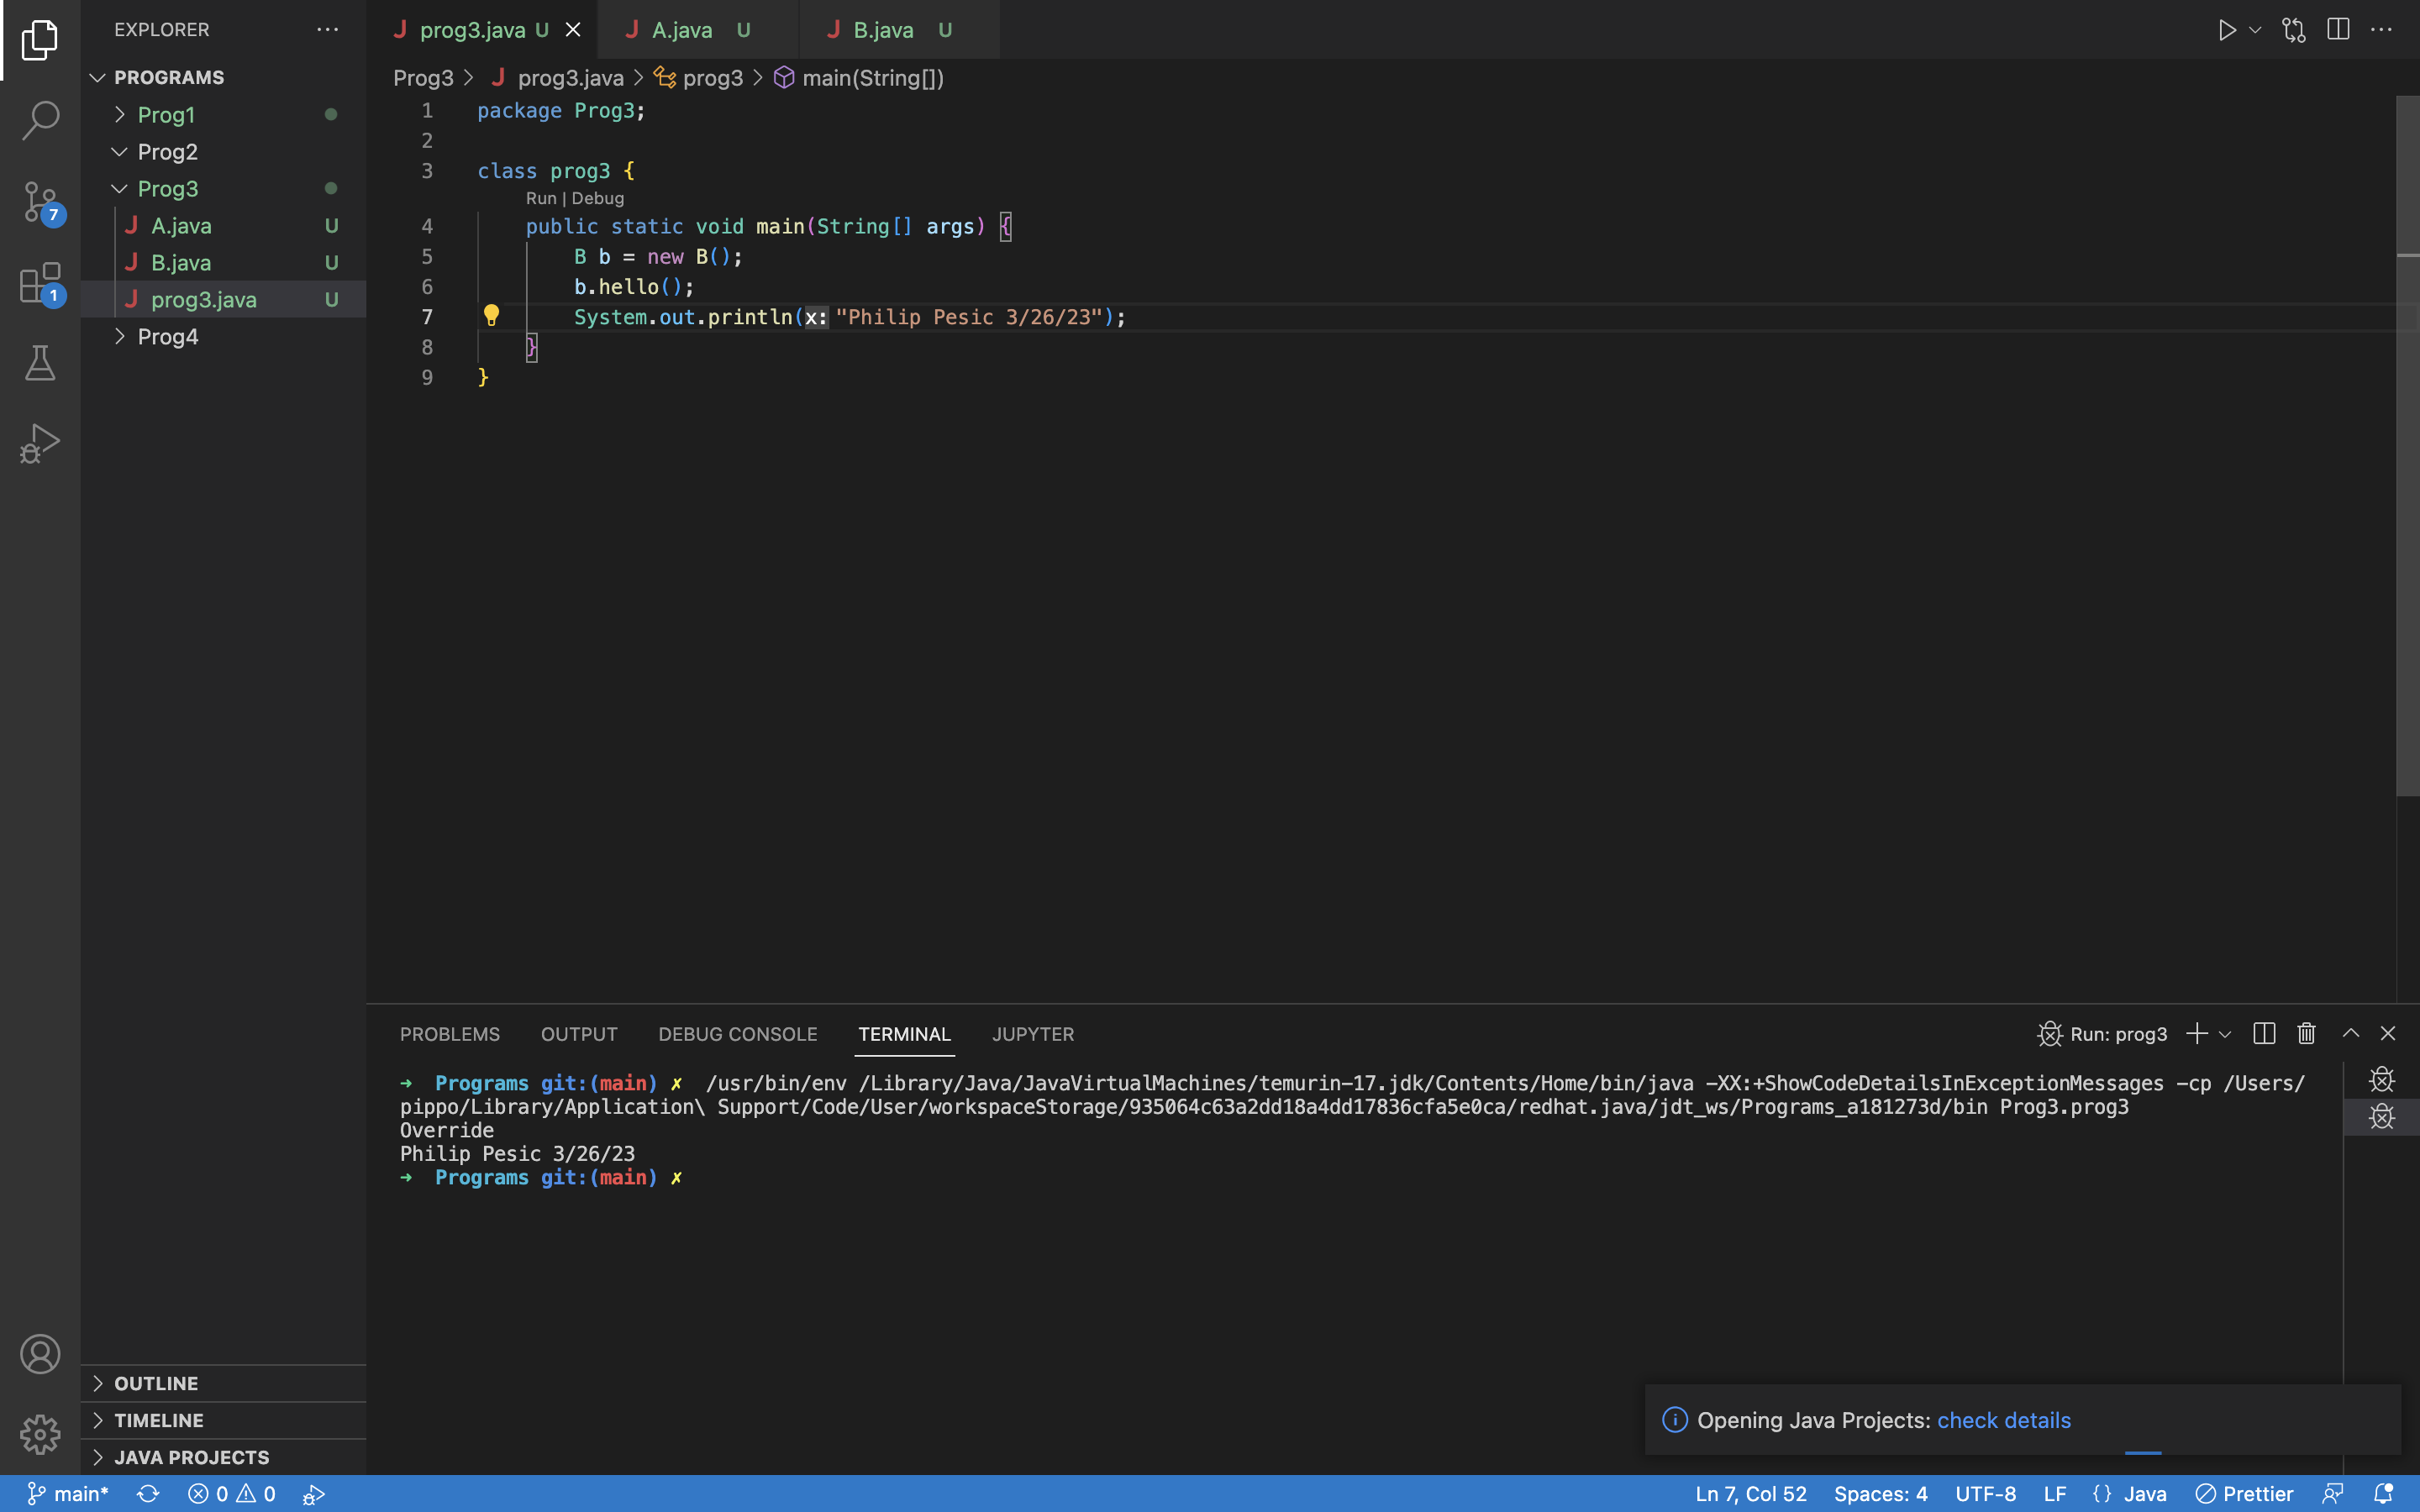 EXPLORER
PROGRAMS
Prog1
Prog2
Prog3
A.java U
B.java U
prog3.java U
Prog4
OUTLINE
TIMELINE
JAVA PROJECTS
7
1
prog3.java U
A.java U
B.java U
Prog3 > prog3.java > prog3 > main(String[])
1 package Prog3;
2
3 class prog3 {
Run | Debug
4 public static void main(String[] args) {
5 B b = new B();
6 b.hello();
7 System.out.println(x: "Philip Pesic 3/26/23");
8 }
9 }
PROBLEMS OUTPUT DEBUG CONSOLE TERMINAL JUPYTER
Run: prog3
➜ Programs git:(main) ✗ /usr/bin/env /Library/Java/JavaVirtualMachines/temurin-17.jdk/Contents/Home/bin/java -XX:+ShowCodeDetailsInExceptionMessages -cp /Users/
pippo/Library/Application\ Support/Code/User/workspaceStorage/935064c63a2dd18a4dd17836cfa5e0ca/redhat.java/jdt_ws/Programs_a181273d/bin Prog3.prog3
Override
Philip Pesic 3/26/23
➜ Programs git:(main) ✗
Opening Java Projects: check details
main* 0 0
Ln 7, Col 52 Spaces: 4 UTF-8 LF {} Java Prettier